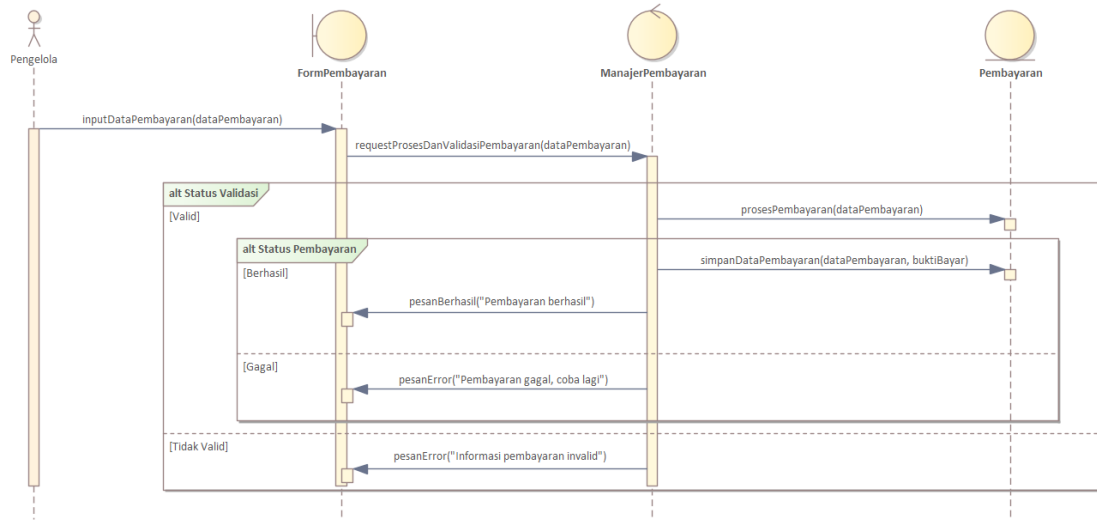 Pengelola
FormPembayaran
ManajerPembayaran
Pembayaran
inputDataPembayaran(dataPembayaran)
requestProsesDanValidasiPembayaran(dataPembayaran)
alt Status Validasi
[Valid]
prosesPembayaran(dataPembayaran)
alt Status Pembayaran
simpanDataPembayaran(dataPembayaran, buktiBayar)
[Berhasil]
pesanBerhasil("Pembayaran berhasil")
[Gagal]
pesanError("Pembayaran gagal, coba lagi")
[Tidak Valid]
pesanError("Informasi pembayaran invalid")